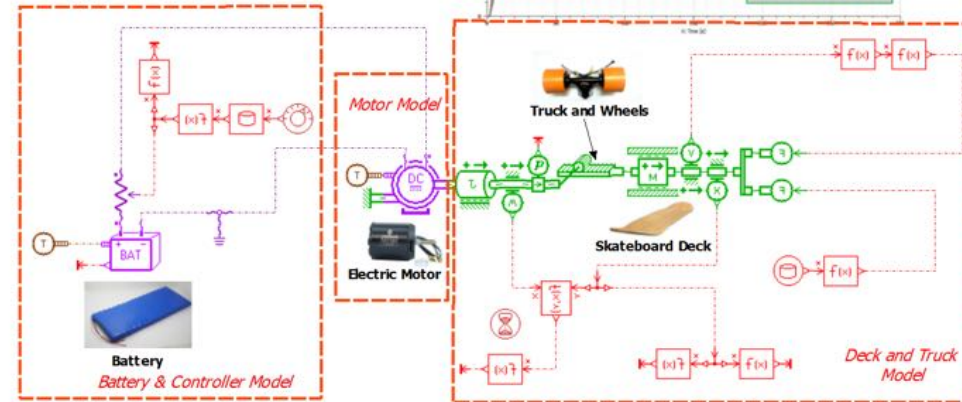 X: Time [s]
f(x)
f(x)
f(x)
f(x)
Motor Model
Truck and Wheels
T
DC
τ
P
M
V
M
K
F
F
Skateboard Deck
T
BAT
Electric Motor
f(x)
f(x,y)
Battery
Battery & Controller Model
f(x)
f(x)
f(x)
Deck and Truck
Model